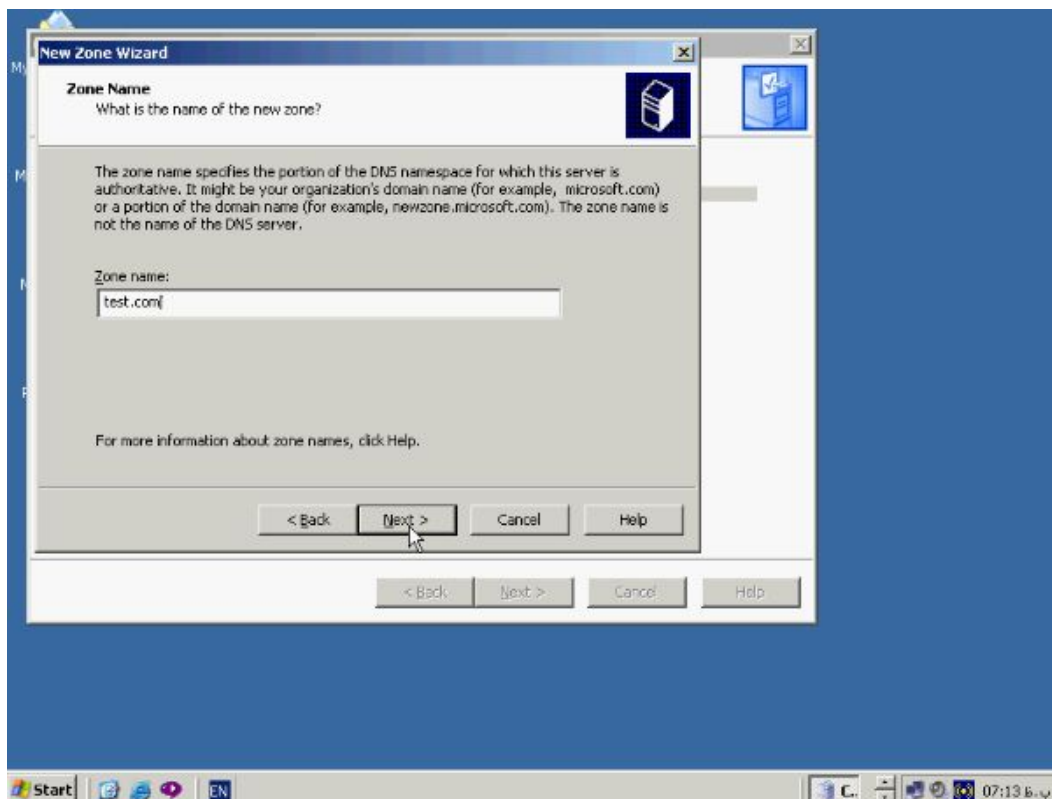 New Zone Wizard
Zone Name
What is the name of the new zone?
The zone name specifies the portion of the DNS namespace for which this server is
authoritative. It might be your organization's domain name (for example, microsoft.com)
or a portion of the domain name (for example, newzone.microsoft.com). The zone name is
not the name of the DNS server.
Zone name:
test.com
For more information about zone names, click Help.
< Back Next > Cancel Help
< Back Next > Cancel Help
My
M
Start EN C.. 07:13 ب.ظ